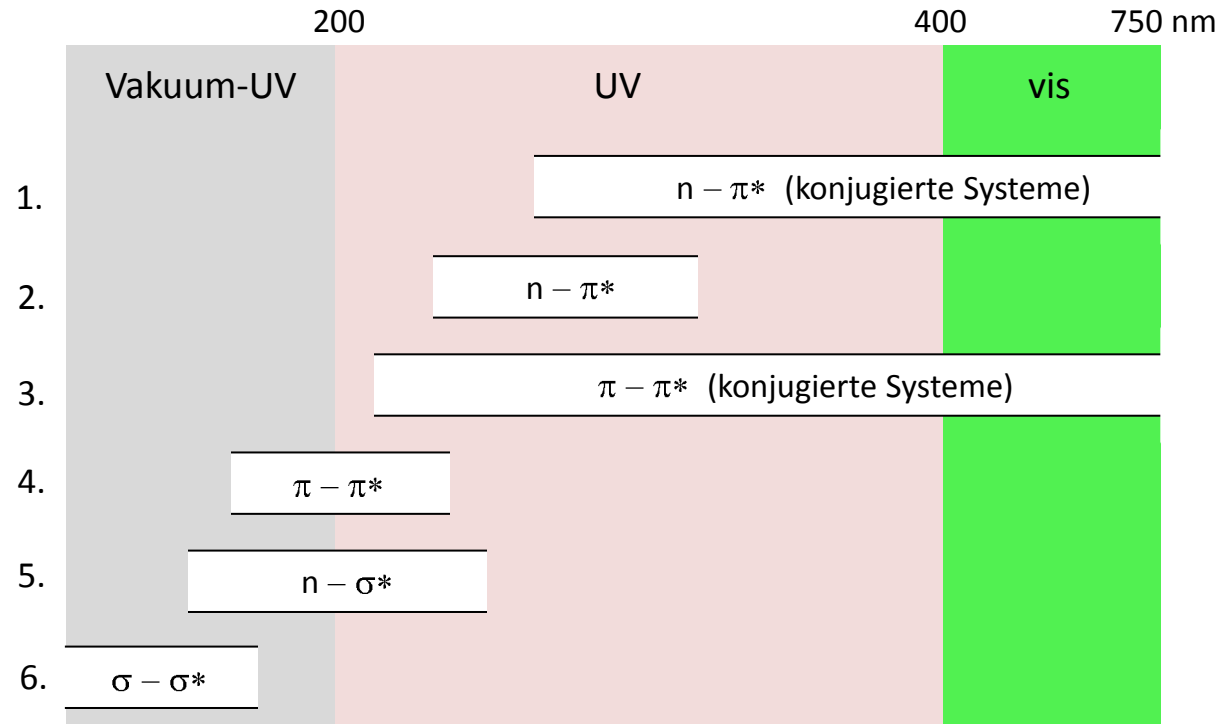 200 400 750 nm
Vakuum-UV UV vis
1. n – π* (konjugierte Systeme)
2. n – π*
3. π – π* (konjugierte Systeme)
4. π – π*
5. n – σ*
6. σ – σ*